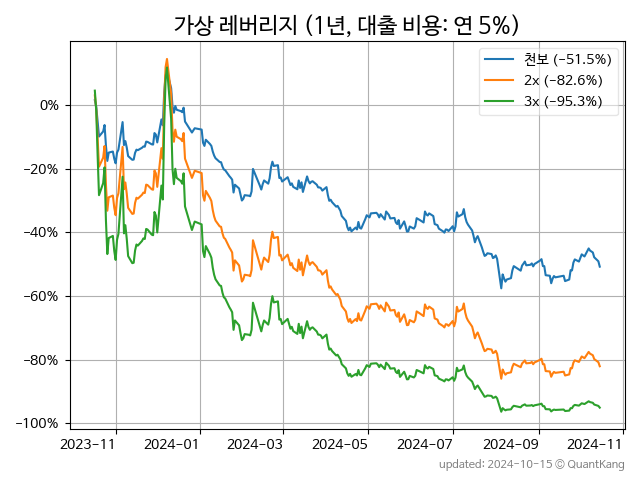 가상 레버리지 (1년, 대출 비용: 연 5%)
천보 (−51.5%)
2x (−82.6%)
3x (−95.3%)
0%
−20%
−40%
−60%
−80%
−100%
2023−11 2024−01 2024−03 2024−05 2024−07 2024−09 2024−11
updated: 2024-10-15 © QuantKang